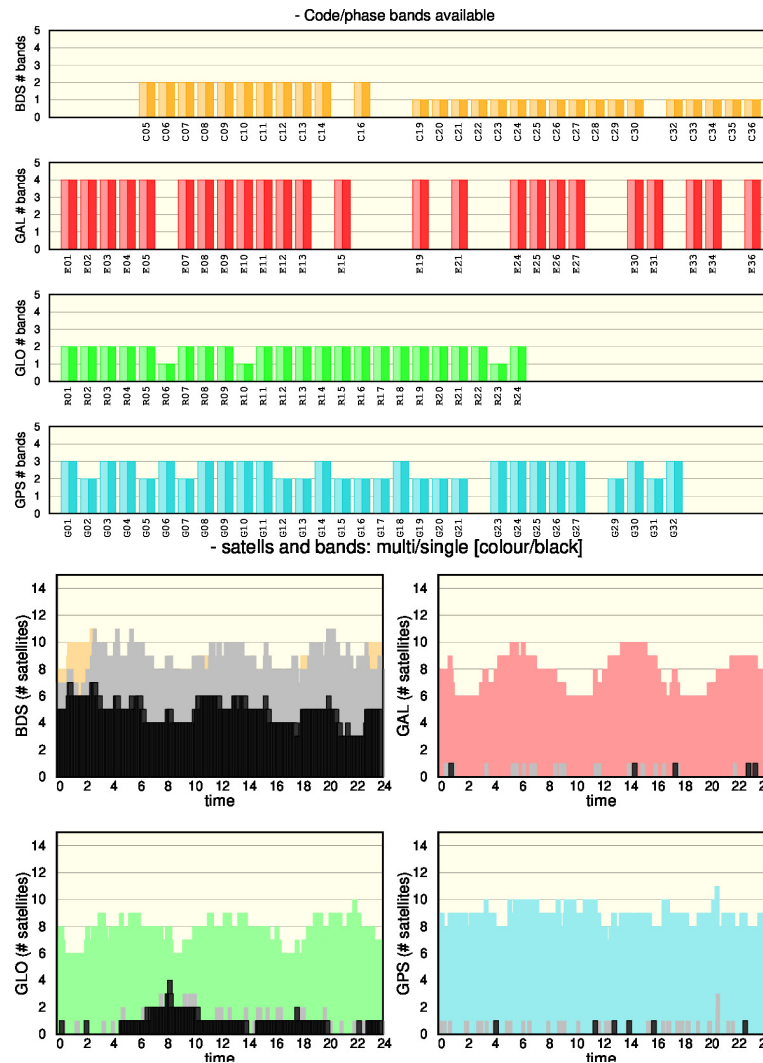 - Code/phase bands available
BDS # bands
5
4
3
2
1
0
C05 C06 C07 C08 C09 C10 C11 C12 C13 C14 C16 C19 C20 C21 C22 C23 C24 C25 C26 C27 C28 C29 C30 C32 C33 C34 C35 C36
GAL # bands
5
4
3
2
1
0
E01 E02 E03 E04 E05 E07 E08 E09 E10 E11 E12 E13 E15 E19 E21 E24 E25 E26 E27 E30 E31 E33 E34 E36
GLO # bands
5
4
3
2
1
0
R01 R02 R03 R04 R05 R06 R07 R08 R09 R10 R11 R12 R13 R14 R15 R16 R17 R18 R19 R20 R21 R22 R23 R24
GPS # bands
5
4
3
2
1
0
G01 G02 G03 G04 G05 G06 G07 G08 G09 G10 G11 G12 G13 G14 G15 G16 G17 G18 G19 G20 G21 G23 G24 G25 G26 G27 G29 G30 G31 G32
- satells and bands: multi/single [colour/black]
BDS (# satellites)
14
12
10
8
6
4
2
0
0 2 4 6 8 10 12 14 16 18 20 22 24
time
GAL (# satellites)
14
12
10
8
6
4
2
0
0 2 4 6 8 10 12 14 16 18 20 22 24
time
GLO (# satellites)
14
12
10
8
6
4
2
0
0 2 4 6 8 10 12 14 16 18 20 22 24
time
GPS (# satellites)
14
12
10
8
6
4
2
0
0 2 4 6 8 10 12 14 16 18 20 22 24
time